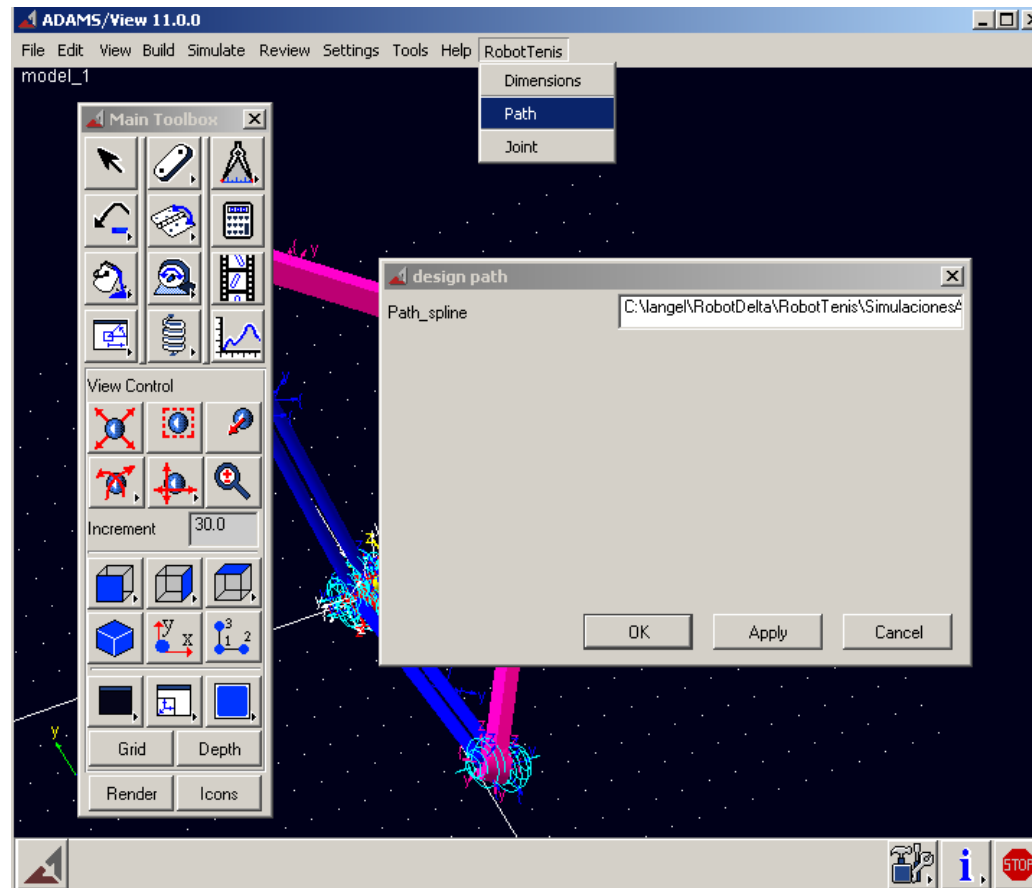 ADAMS/View 11.0.0
File Edit View Build Simulate Review Settings Tools Help RobotTenis
model_1
Dimensions
Path
Joint
Main Toolbox
design path
Path_spline
C:\langel\RobotDelta\RobotTenis\SimulacionesA
View Control
Increment 30.0
OK Apply Cancel
Grid Depth
Render Icons
STOP